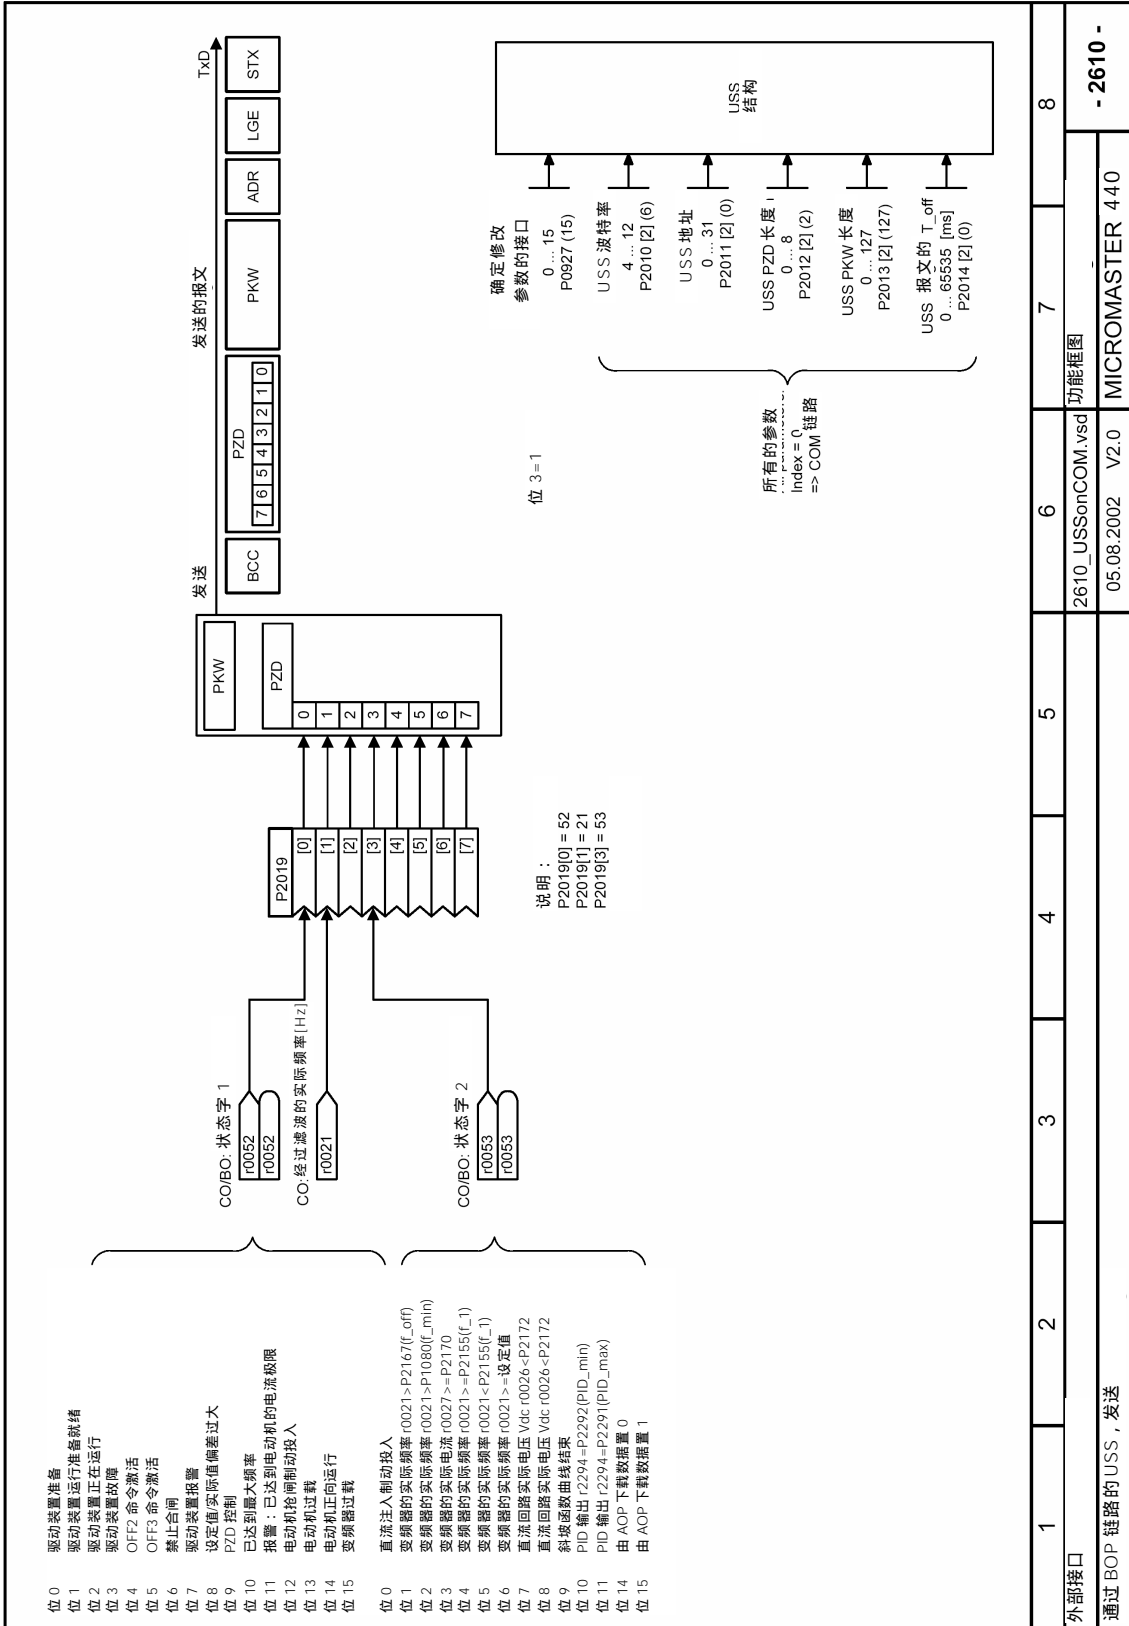 位 0 驱动装置准备
位 1 驱动装置运行准备就绪
位 2 驱动装置正在运行
位 3 驱动装置故障
位 4 OFF2 命令激活
位 5 OFF3 命令激活
位 6 禁止合闸
位 7 驱动装置报警
位 8 设定值/实际值偏差过大
位 9 PZD 控制
位 10 已达到最大频率
位 11 报警：已达到电动机的电流极限
位 12 电动机抱闸制动投入
位 13 电动机过载
位 14 电动机正向运行
位 15 变频器过载
位 0 直流注入制动投入
位 1 变频器的实际频率 r0021>P2167(f_off)
位 2 变频器的实际频率 r0021>P1080(f_min)
位 3 变频器的实际电流 r0027>=P2170
位 4 变频器的实际频率 r0021>=P2155(f_1)
位 5 变频器的实际频率 r0021<P2155(f_1)
位 6 变频器的实际频率 r0021>=设定值
位 7 直流回路实际电压 Vdc r0026<P2172
位 8 直流回路实际电压 Vdc r0026<P2172
位 9 斜坡函数曲线结束
位 10 PID 输出 r2294=P2292(PID_min)
位 11 PID 输出 r2294=P2291(PID_max)
位 14 由 AOP 下载数据置 0
位 15 由 AOP 下载数据置 1
CO/BO: 状态字 1
r0052
r0052
CO:经过滤波的实际频率[Hz]
r0021
CO/BO: 状态字 2
r0053
r0053
P2019
[0]
[1]
[2]
[3]
[4]
[5]
[6]
[7]
说明：
P2019[0] = 52
P2019[1] = 21
P2019[3] = 53
PKW
PZD
0
1
2
3
4
5
6
7
发送
发送的报文
TxD
BCC
PZD
7 6 5 4 3 2 1 0
PKW
ADR
LGE
STX
位 3=1
确定修改
参数的接口
0 ... 15
P0927 (15)
USS波特率
4 ... 12
P2010 [2] (6)
USS地址
0 ... 31
P2011 [2] (0)
USS PZD 长度
0 ... 8
P2012 [2] (2)
USS PKW 长度
0 ... 127
P2013 [2] (127)
USS 报文的 T_off
0 ... 65535 [ms]
P2014 [2] (0)
所有的参数
Index = 0
=> COM 链路
USS
结构
1 2 3 4 5 6 7 8
外部接口 2610_USSonCOM.vsd 功能框图
通过 BOP 链路的USS，发送 05.08.2002 V2.0 MICROMASTER 440
- 2610 -